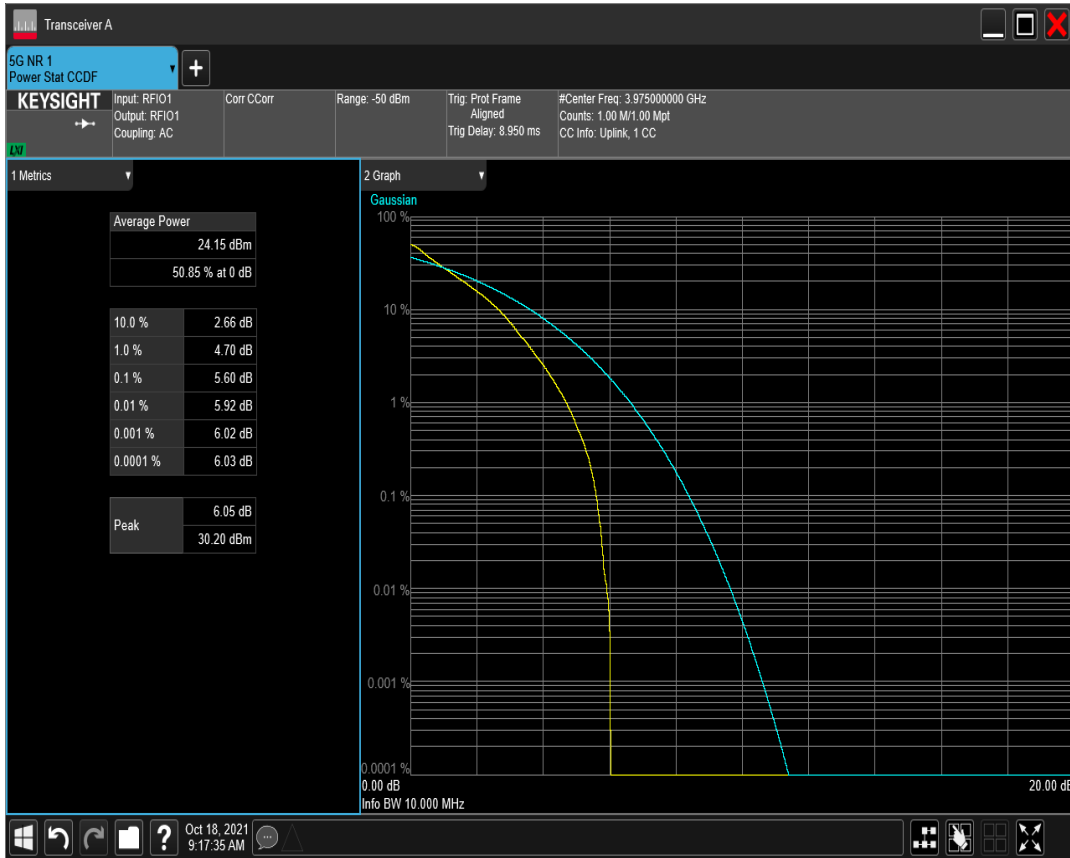 Transceiver A
5G NR 1
Power Stat CCDF
KEYSIGHT
LXI
Input: RFIO1
Output: RFIO1
Coupling: AC
Corr CCorr
Range: -50 dBm
Trig: Prot Frame
Aligned
Trig Delay: 8.950 ms
#Center Freq: 3.975000000 GHz
Counts: 1.00 M/1.00 Mpt
CC Info: Uplink, 1 CC
1 Metrics
Average Power
24.15 dBm
50.85 % at 0 dB
10.0 % 2.66 dB
1.0 % 4.70 dB
0.1 % 5.60 dB
0.01 % 5.92 dB
0.001 % 6.02 dB
0.0001 % 6.03 dB
Peak
6.05 dB
30.20 dBm
2 Graph
Gaussian
100 %
10 %
1 %
0.1 %
0.01 %
0.001 %
0.0001 %
0.00 dB 20.00 dB
Info BW 10.000 MHz
?
Oct 18, 2021
9:17:35 AM